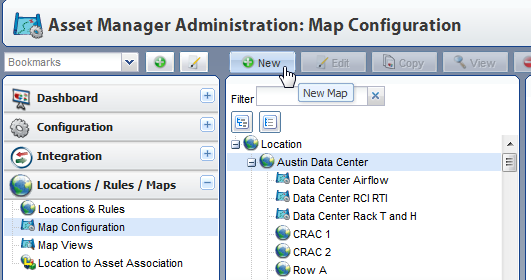 Asset Manager Administration: Map Configuration
Bookmarks
New
Edit
Copy
View
New Map
Filter
Dashboard
Configuration
Integration
Locations / Rules / Maps
Locations & Rules
Map Configuration
Map Views
Location to Asset Association
Location
Austin Data Center
Data Center Airflow
Data Center RCI RTI
Data Center Rack T and H
CRAC 1
CRAC 2
Row A